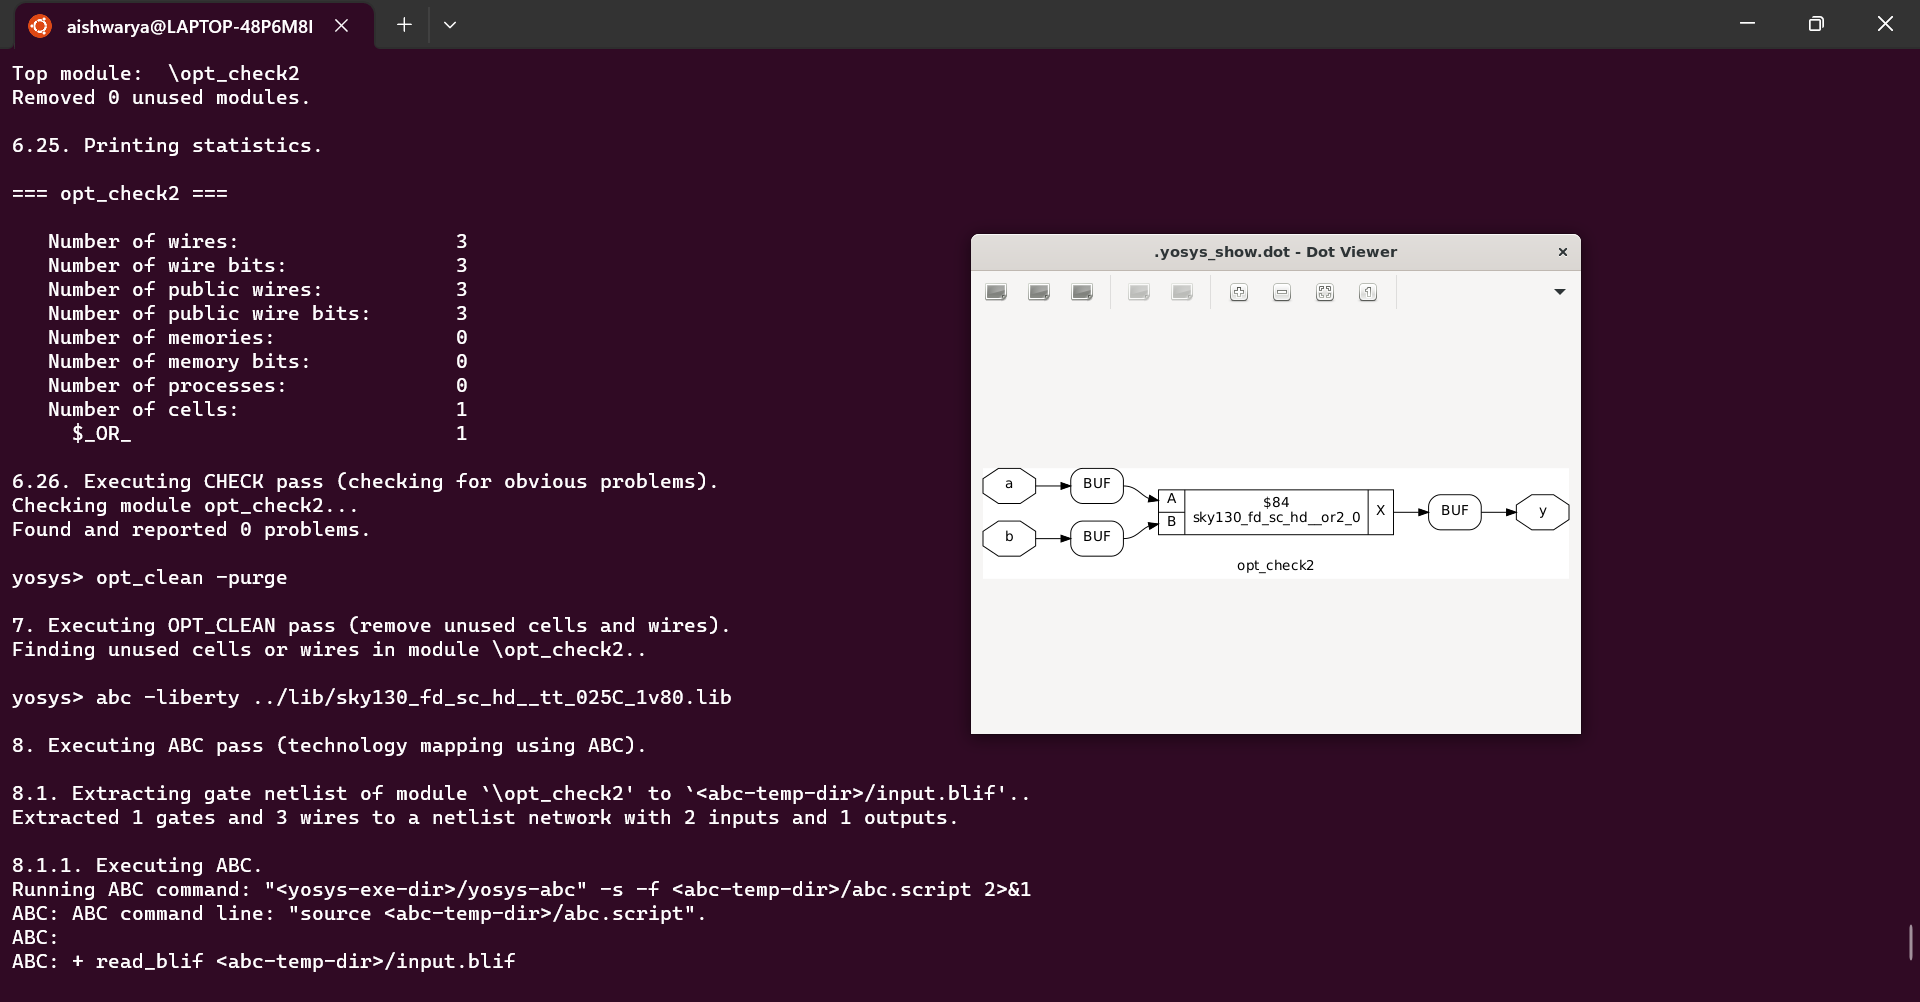 aishwarya@LAPTOP-48P6M8I
Top module:  \opt_check2
Removed 0 unused modules.
6.25. Printing statistics.
=== opt_check2 ===
Number of wires: 3
Number of wire bits: 3
Number of public wires: 3
Number of public wire bits: 3
Number of memories: 0
Number of memory bits: 0
Number of processes: 0
Number of cells: 1
$_OR_ 1
6.26. Executing CHECK pass (checking for obvious problems).
Checking module opt_check2...
Found and reported 0 problems.
yosys> opt_clean -purge
7. Executing OPT_CLEAN pass (remove unused cells and wires).
Finding unused cells or wires in module \opt_check2..
yosys> abc -liberty ../lib/sky130_fd_sc_hd__tt_025C_1v80.lib
8. Executing ABC pass (technology mapping using ABC).
8.1. Extracting gate netlist of module `\opt_check2' to `<abc-temp-dir>/input.blif'..
Extracted 1 gates and 3 wires to a netlist network with 2 inputs and 1 outputs.
8.1.1. Executing ABC.
Running ABC command: "<yosys-exe-dir>/yosys-abc" -s -f <abc-temp-dir>/abc.script 2>&1
ABC: ABC command line: "source <abc-temp-dir>/abc.script".
ABC:
ABC: + read_blif <abc-temp-dir>/input.blif
.yosys_show.dot - Dot Viewer
1
a
BUF
b
BUF
A
B
$84
sky130_fd_sc_hd__or2_0
X
BUF
y
opt_check2